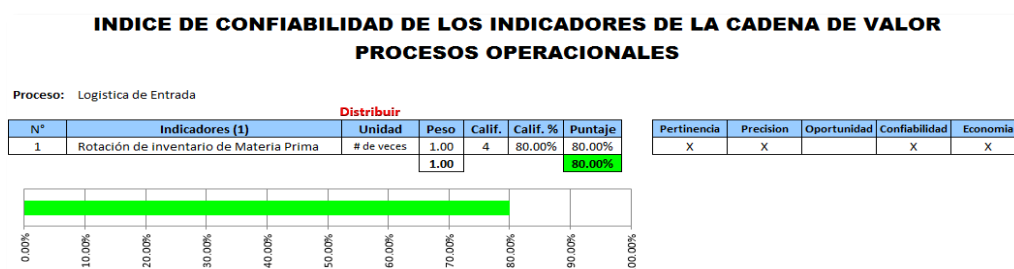 INDICE DE CONFIABILIDAD DE LOS INDICADORES DE LA CADENA DE VALOR
PROCESOS OPERACIONALES
Proceso: Logistica de Entrada
Distribuir
N° Indicadores (1) Unidad Peso Calif. Calif. % Puntaje Pertinencia Precision Oportunidad Confiabilidad Economia
1 Rotación de inventario de Materia Prima # de veces 1.00 4 80.00% 80.00% X X X X
1.00 80.00%
0.00% 10.00% 20.00% 30.00% 40.00% 50.00% 60.00% 70.00% 80.00% 90.00% 00.00%